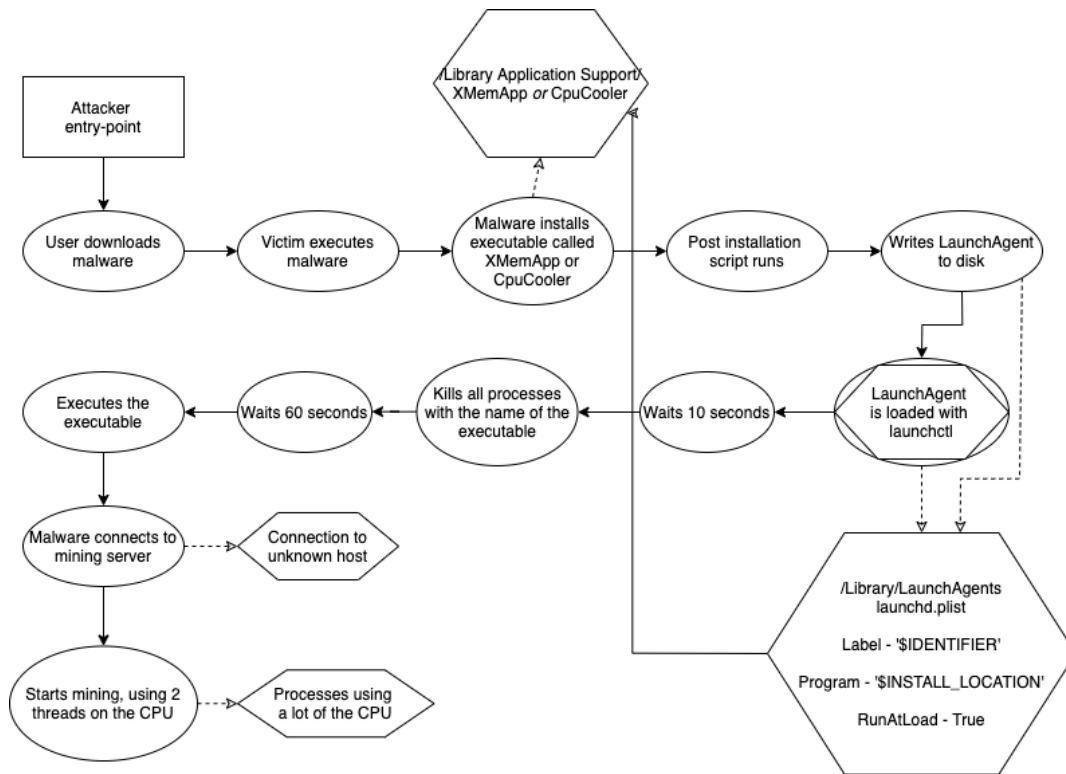 /Library Application Support/
XMemApp or CpuCooler
Attacker
entry-point
User downloads
malware
Victim executes
malware
Malware installs
executable called
XMemApp or
CpuCooler
Post installation
script runs
Writes LaunchAgent
to disk
LaunchAgent
is loaded with
launchctl
Waits 10 seconds
Kills all processes
with the name of the
executable
Waits 60 seconds
Executes the
executable
Malware connects to
mining server
Connection to
unknown host
Starts mining, using 2
threads on the CPU
Processes using
a lot of the CPU
/Library/LaunchAgents
launchd.plist
Label - '$IDENTIFIER'
Program - '$INSTALL_LOCATION'
RunAtLoad - True